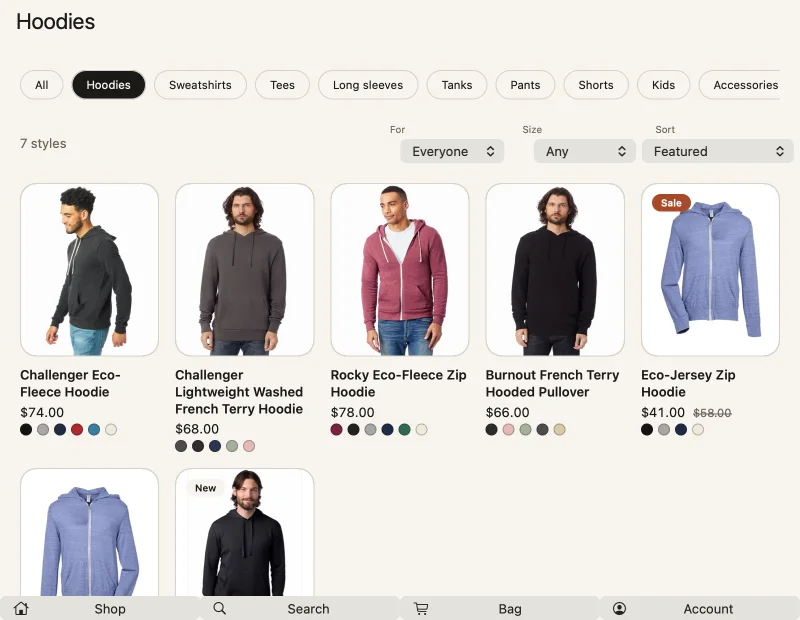 Hoodies
All
Hoodies
Sweatshirts
Tees
Long sleeves
Tanks
Pants
Shorts
Kids
Accessories
7 styles
For
Everyone
Size
Any
Sort
Featured
Sale
Challenger Eco-
Fleece Hoodie
$74.00
Challenger
Lightweight Washed
French Terry Hoodie
$68.00
Rocky Eco-Fleece Zip
Hoodie
$78.00
Burnout French Terry
Hooded Pullover
$66.00
Eco-Jersey Zip
Hoodie
$41.00 $58.00
New
Shop
Search
Bag
Account